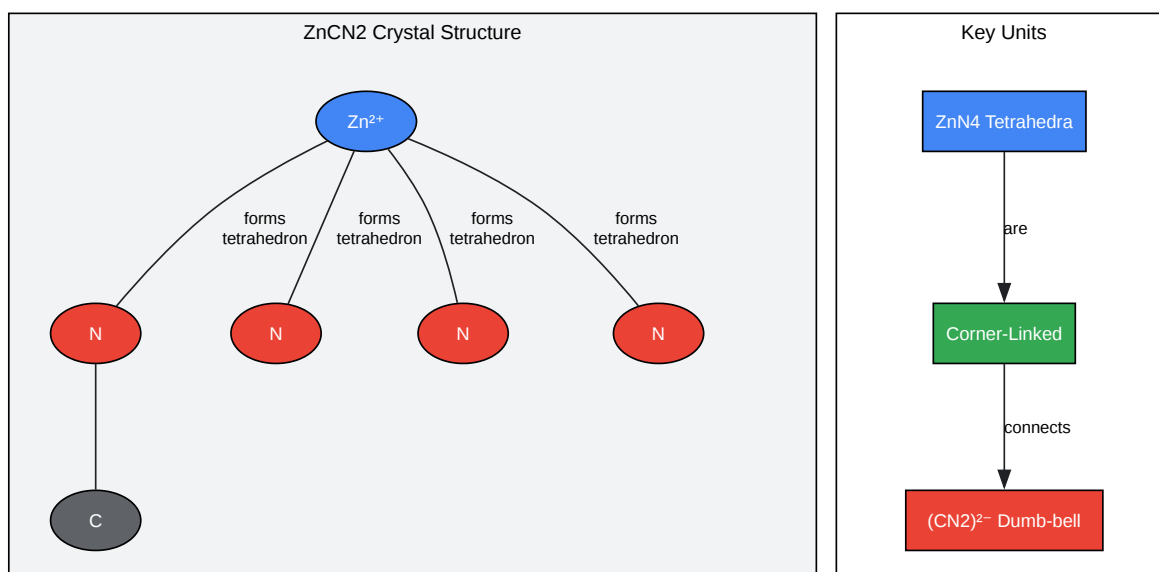 ZnCN2 Crystal Structure
Key Units
Zn²⁺
ZnN4 Tetrahedra
forms
tetrahedron
forms
tetrahedron
forms
tetrahedron
forms
tetrahedron
are
N
N
N
N
Corner-Linked
connects
C
(CN2)²⁻ Dumb-bell